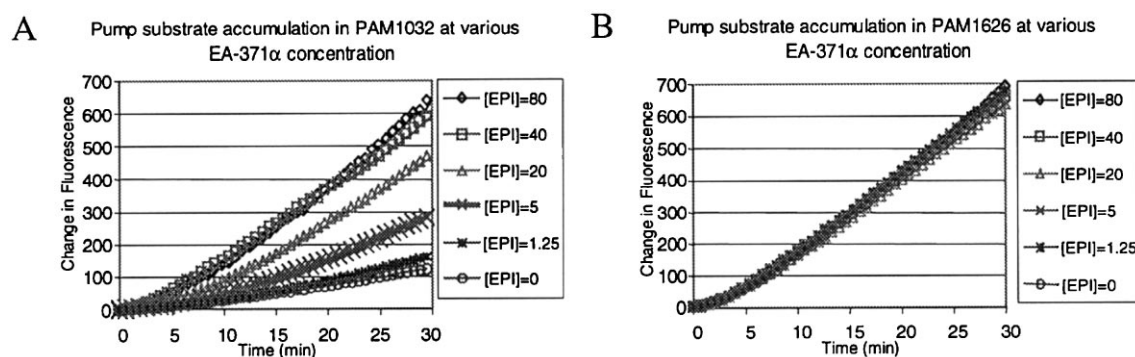 A
Pump substrate accumulation in PAM1032 at various
EA-371α concentration
Change in Fluorescence
700
600
500
400
300
200
100
0
0 5 10 15 20 25 30
Time (min)
[EPI]=80
[EPI]=40
[EPI]=20
[EPI]=5
[EPI]=1.25
[EPI]=0
B
Pump substrate accumulation in PAM1626 at various
EA-371α concentration
Change in Fluorescence
700
600
500
400
300
200
100
0
0 5 10 15 20 25 30
Time (min)
[EPI]=80
[EPI]=40
[EPI]=20
[EPI]=5
[EPI]=1.25
[EPI]=0